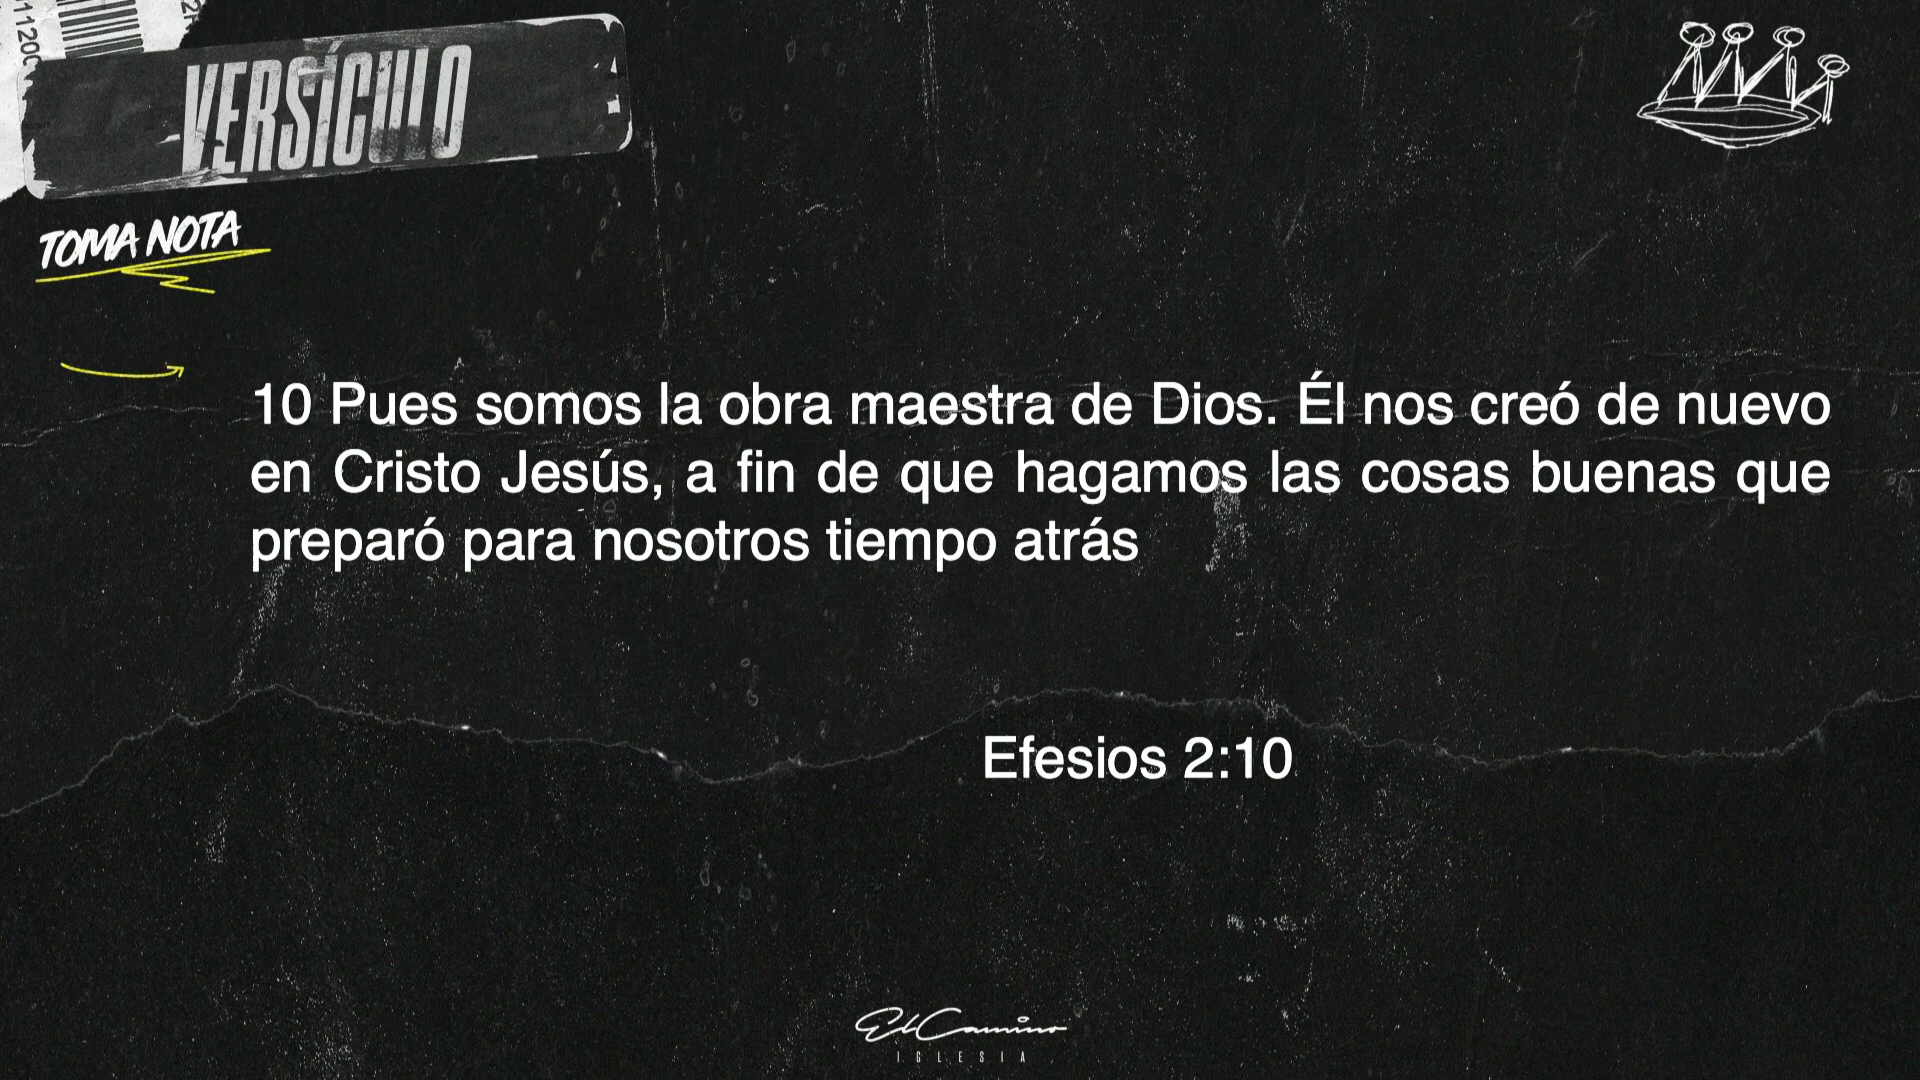 11200
VERSÍCULO
TOMA NOTA
10 Pues somos la obra maestra de Dios. Él nos creó de nuevo
en Cristo Jesús, a fin de que hagamos las cosas buenas que
preparó para nosotros tiempo atrás
Efesios 2:10
El Camino
IGLESIA